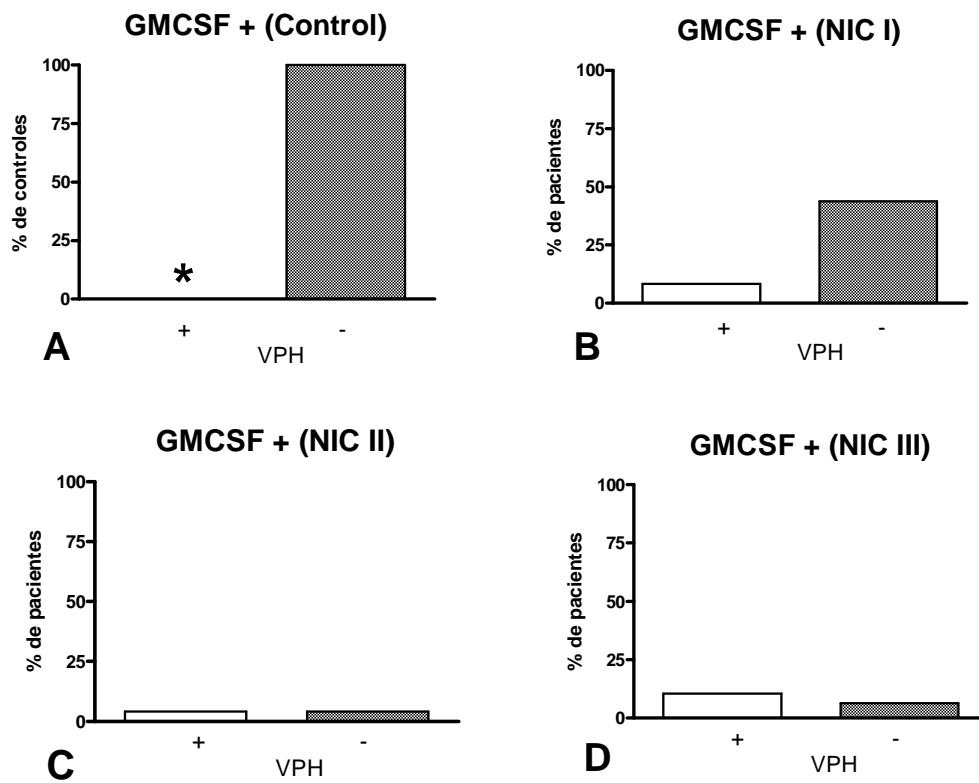 GMCSF + (Control)
% de controles
100
75
50
25
0
*
+ -
VPH
A
GMCSF + (NIC I)
% de pacientes
100
75
50
25
0
+ -
VPH
B
GMCSF + (NIC II)
% de pacientes
100
75
50
25
0
+ -
VPH
C
GMCSF + (NIC III)
% de pacientes
100
75
50
25
0
+ -
VPH
D